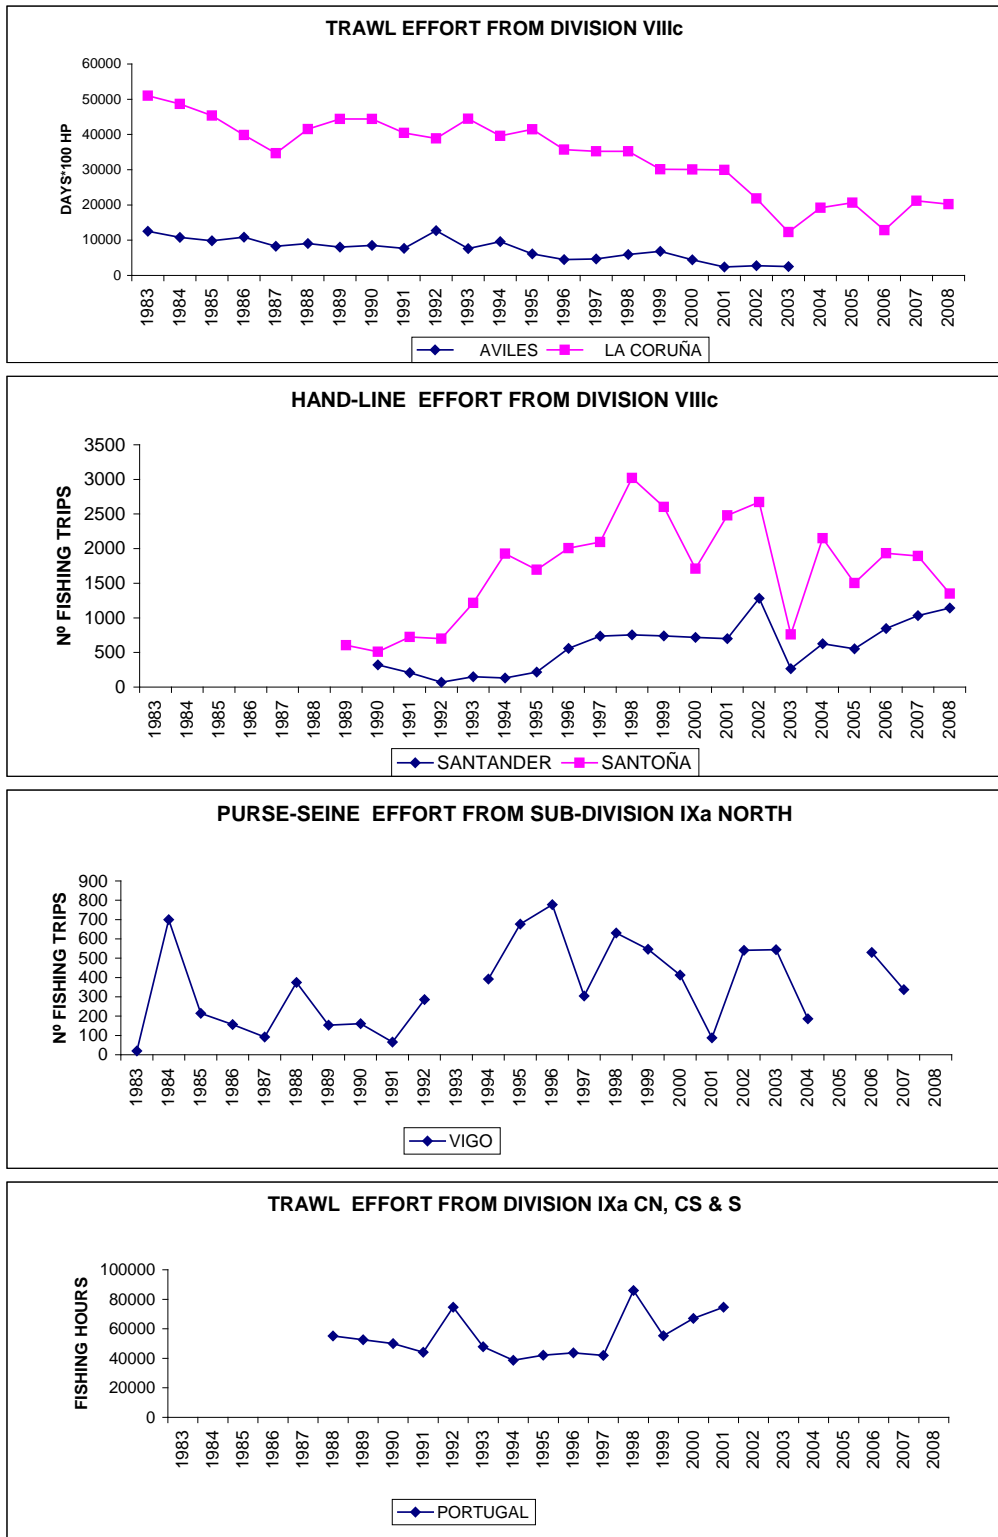 TRAWL EFFORT FROM DIVISION VIIIc
DAYS*100 HP
60000
50000
40000
30000
20000
10000
0
1983 1984 1985 1986 1987 1988 1989 1990 1991 1992 1993 1994 1995 1996 1997 1998 1999 2000 2001 2002 2003 2004 2005 2006 2007 2008
AVILES LA CORUÑA
HAND-LINE EFFORT FROM DIVISION VIIIc
Nº FISHING TRIPS
3500
3000
2500
2000
1500
1000
500
0
1983 1984 1985 1986 1987 1988 1989 1990 1991 1992 1993 1994 1995 1996 1997 1998 1999 2000 2001 2002 2003 2004 2005 2006 2007 2008
SANTANDER SANTOÑA
PURSE-SEINE EFFORT FROM SUB-DIVISION IXa NORTH
Nº FISHING TRIPS
900
800
700
600
500
400
300
200
100
0
1983 1984 1985 1986 1987 1988 1989 1990 1991 1992 1993 1994 1995 1996 1997 1998 1999 2000 2001 2002 2003 2004 2005 2006 2007 2008
VIGO
TRAWL EFFORT FROM DIVISION IXa CN, CS & S
FISHING HOURS
100000
80000
60000
40000
20000
0
1983 1984 1985 1986 1987 1988 1989 1990 1991 1992 1993 1994 1995 1996 1997 1998 1999 2000 2001 2002 2003 2004 2005 2006 2007 2008
PORTUGAL